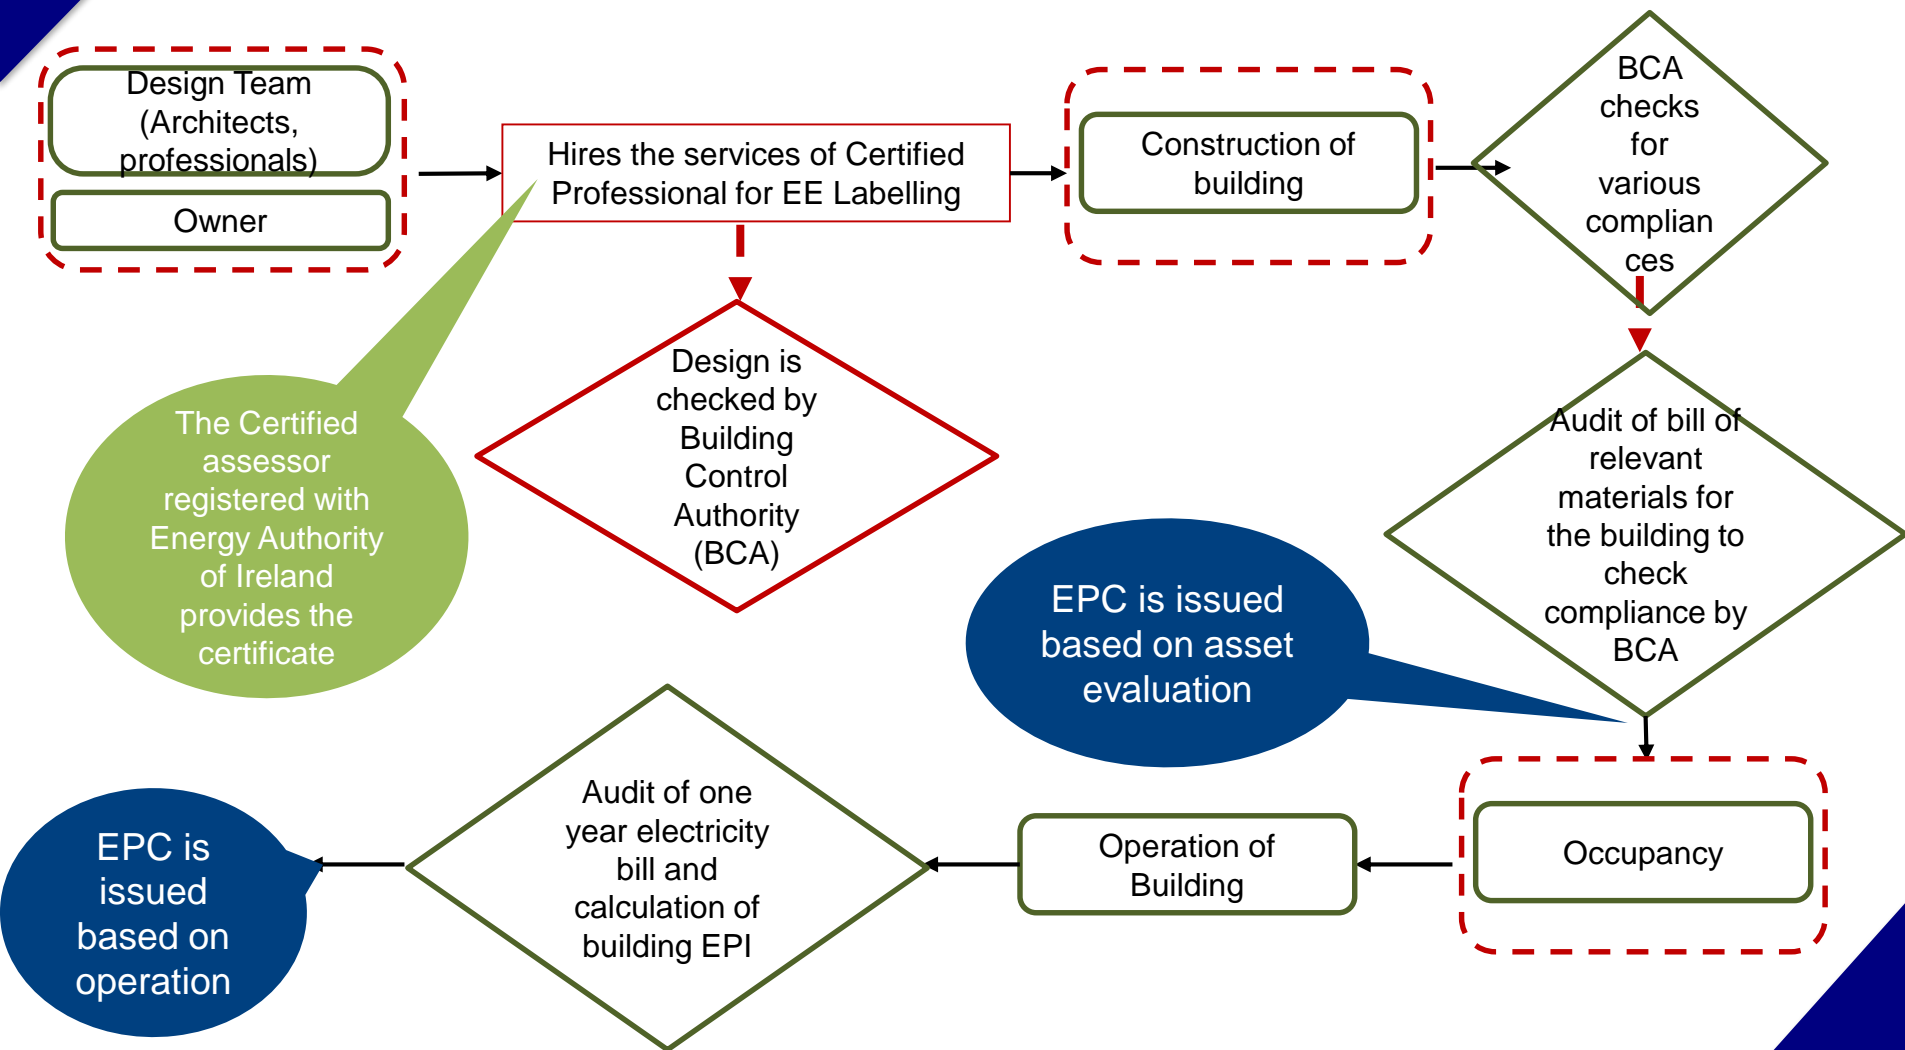 Design Team
(Architects,
professionals)
Owner
Hires the services of Certified
Professional for EE Labelling
Construction of
building
BCA
checks
for
various
complian
ces
The Certified
assessor
registered with
Energy Authority
of Ireland
provides the
certificate
Design is
checked by
Building
Control
Authority
(BCA)
Audit of bill of
relevant
materials for
the building to
check
compliance by
BCA
EPC is issued
based on asset
evaluation
Occupancy
Operation of
Building
Audit of one
year electricity
bill and
calculation of
building EPI
EPC is
issued
based on
operation